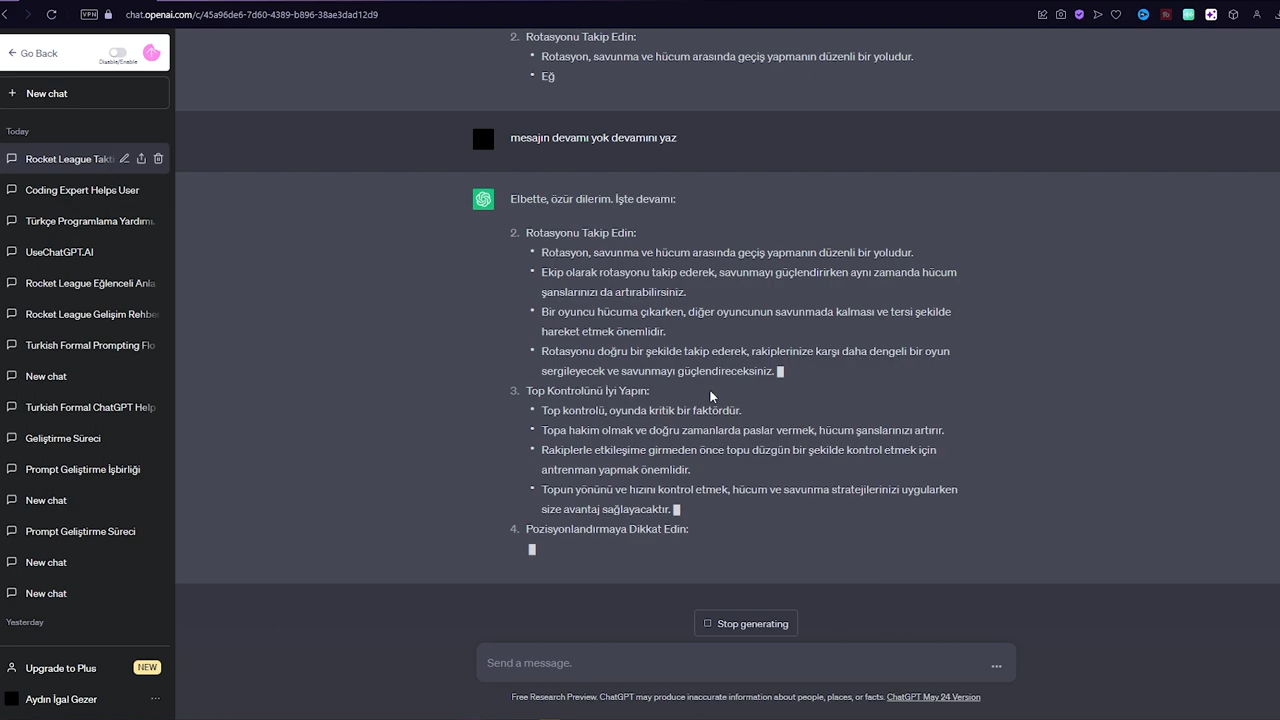 VPN
chat.openai.com/c/45a96de6-7d60-4389-b896-38ae3dad12d9
Go Back
Disable/Enable
New chat
Today
Rocket League Takti
Coding Expert Helps User
Türkçe Programlama Yardımı.
UseChatGPT.AI
Rocket League Eğlenceli Anla
Rocket League Gelişim Rehbe
Turkish Formal Prompting Flo
New chat
Turkish Formal ChatGPT Help
Geliştirme Süreci
Prompt Geliştirme İşbirliği
New chat
Prompt Geliştirme Süreci
New chat
New chat
Yesterday
Upgrade to Plus
NEW
Aydın İgal Gezer
2. Rotasyonu Takip Edin:
• Rotasyon, savunma ve hücum arasında geçiş yapmanın düzenli bir yoludur.
• Eğ
mesajın devamı yok devamını yaz
Elbette, özür dilerim. İşte devamı:
2. Rotasyonu Takip Edin:
• Rotasyon, savunma ve hücum arasında geçiş yapmanın düzenli bir yoludur.
• Ekip olarak rotasyonu takip ederek, savunmayı güçlendirirken aynı zamanda hücum
şanslarınızı da artırabilirsiniz.
• Bir oyuncu hücuma çıkarken, diğer oyuncunun savunmada kalması ve tersi şekilde
hareket etmek önemlidir.
• Rotasyonu doğru bir şekilde takip ederek, rakiplerinize karşı daha dengeli bir oyun
sergileyecek ve savunmayı güçlendireceksiniz.
3. Top Kontrolünü İyi Yapın:
• Top kontrolü, oyunda kritik bir faktördür.
• Topa hakim olmak ve doğru zamanlarda paslar vermek, hücum şanslarınızı artırır.
• Rakiplerle etkileşime girmeden önce topu düzgün bir şekilde kontrol etmek için
antrenman yapmak önemlidir.
• Topun yönünü ve hızını kontrol etmek, hücum ve savunma stratejilerinizi uygularken
size avantaj sağlayacaktır.
4. Pozisyonlandırmaya Dikkat Edin:
Stop generating
Send a message.
Free Research Preview. ChatGPT may produce inaccurate information about people, places, or facts. ChatGPT May 24 Version